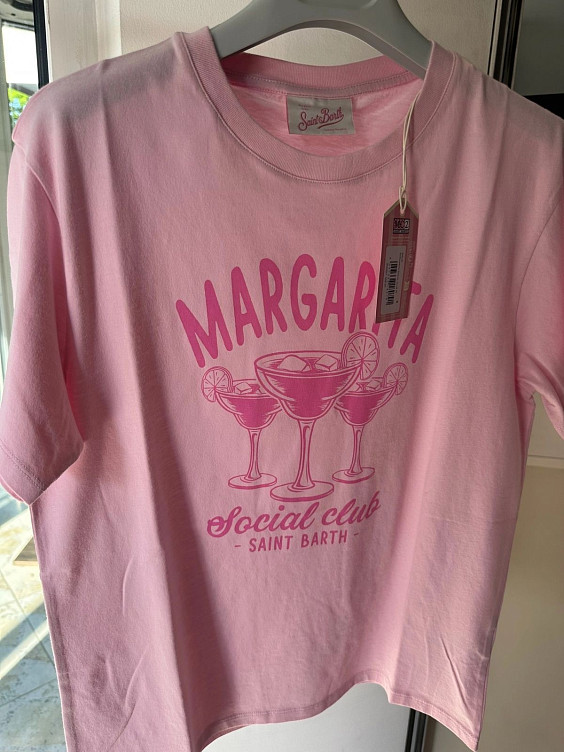 Saint Barth
MARGARITA
Social club
- SAINT BARTH -